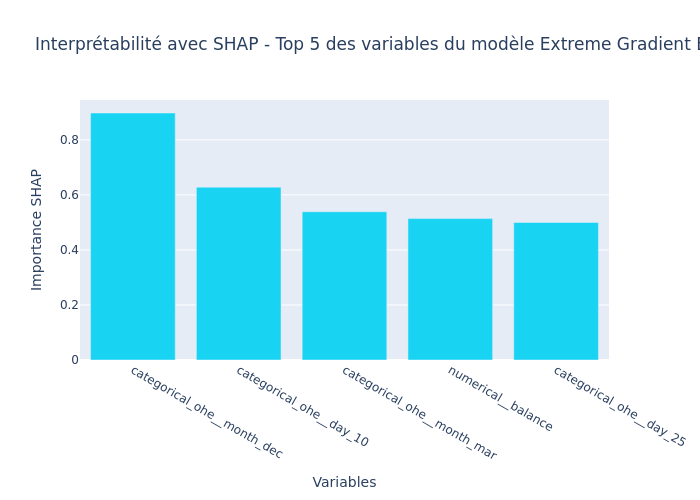 Interprétabilité avec SHAP - Top 5 des variables du modèle Extreme Gradient
Importance SHAP
0.8
0.6
0.4
0.2
0
categorical_ohe__month_dec
categorical_ohe__day_10
categorical_ohe__month_mar
numerical__balance
categorical_ohe__day_25
Variables